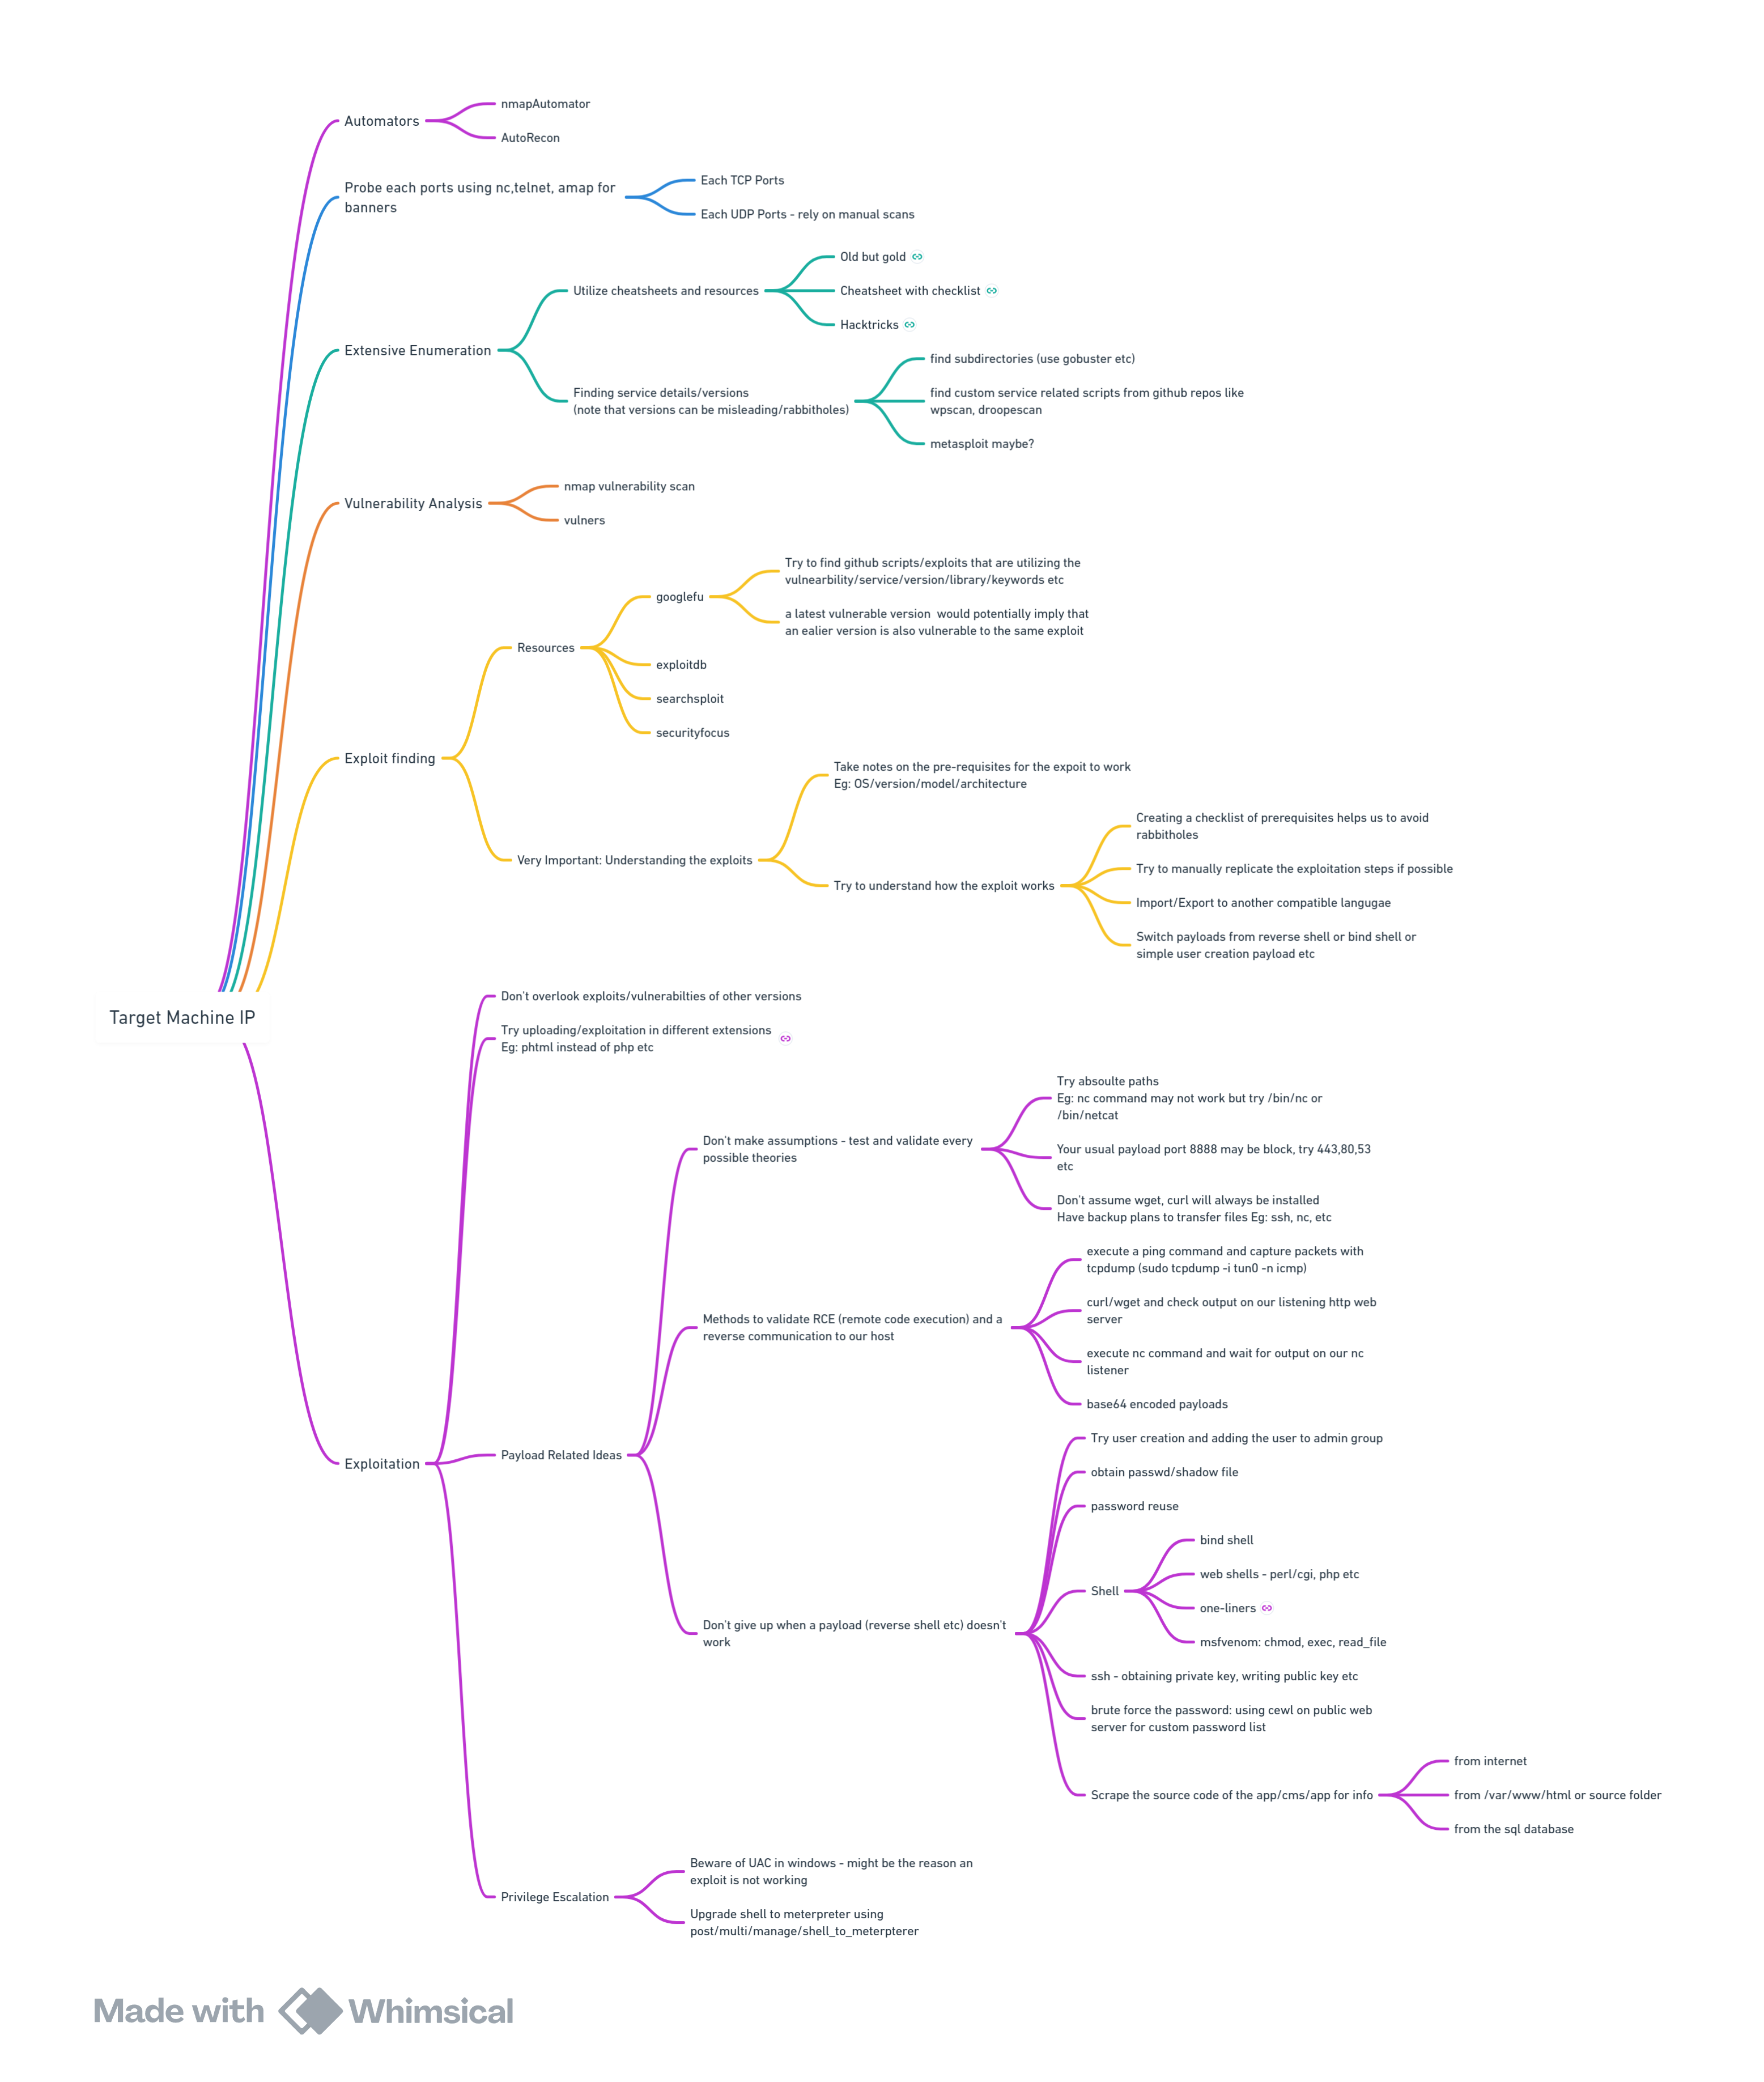 Automators
nmapAutomator
AutoRecon
Probe each ports using nc,telnet, amap for
banners
Each TCP Ports
Each UDP Ports - rely on manual scans
Extensive Enumeration
Utilize cheatsheets and resources
Old but gold
Cheatsheet with checklist
Hacktricks
Finding service details/versions
(note that versions can be misleading/rabbitholes)
find subdirectories (use gobuster etc)
find custom service related scripts from github repos like
wpscan, droopescan
metasploit maybe?
Vulnerability Analysis
nmap vulnerability scan
vulners
Exploit finding
Resources
googlefu
Try to find github scripts/exploits that are utilizing the
vulnearbility/service/version/library/keywords etc
a latest vulnerable version  would potentially imply that
an ealier version is also vulnerable to the same exploit
exploitdb
searchsploit
securityfocus
Very Important: Understanding the exploits
Take notes on the pre-requisites for the expoit to work
Eg: OS/version/model/architecture
Try to understand how the exploit works
Creating a checklist of prerequisites helps us to avoid
rabbitholes
Try to manually replicate the exploitation steps if possible
Import/Export to another compatible langugae
Switch payloads from reverse shell or bind shell or
simple user creation payload etc
Target Machine IP
Exploitation
Don't overlook exploits/vulnerabilties of other versions
Try uploading/exploitation in different extensions
Eg: phtml instead of php etc
Payload Related Ideas
Don't make assumptions - test and validate every
possible theories
Try absoulte paths
Eg: nc command may not work but try /bin/nc or
/bin/netcat
Your usual payload port 8888 may be block, try 443,80,53
etc
Don't assume wget, curl will always be installed
Have backup plans to transfer files Eg: ssh, nc, etc
Methods to validate RCE (remote code execution) and a
reverse communication to our host
execute a ping command and capture packets with
tcpdump (sudo tcpdump -i tun0 -n icmp)
curl/wget and check output on our listening http web
server
execute nc command and wait for output on our nc
listener
base64 encoded payloads
Don't give up when a payload (reverse shell etc) doesn't
work
Try user creation and adding the user to admin group
obtain passwd/shadow file
password reuse
Shell
bind shell
web shells - perl/cgi, php etc
one-liners
msfvenom: chmod, exec, read_file
ssh - obtaining private key, writing public key etc
brute force the password: using cewl on public web
server for custom password list
Scrape the source code of the app/cms/app for info
from internet
from /var/www/html or source folder
from the sql database
Privilege Escalation
Beware of UAC in windows - might be the reason an
exploit is not working
Upgrade shell to meterpreter using
post/multi/manage/shell_to_meterpterer
Made with Whimsical